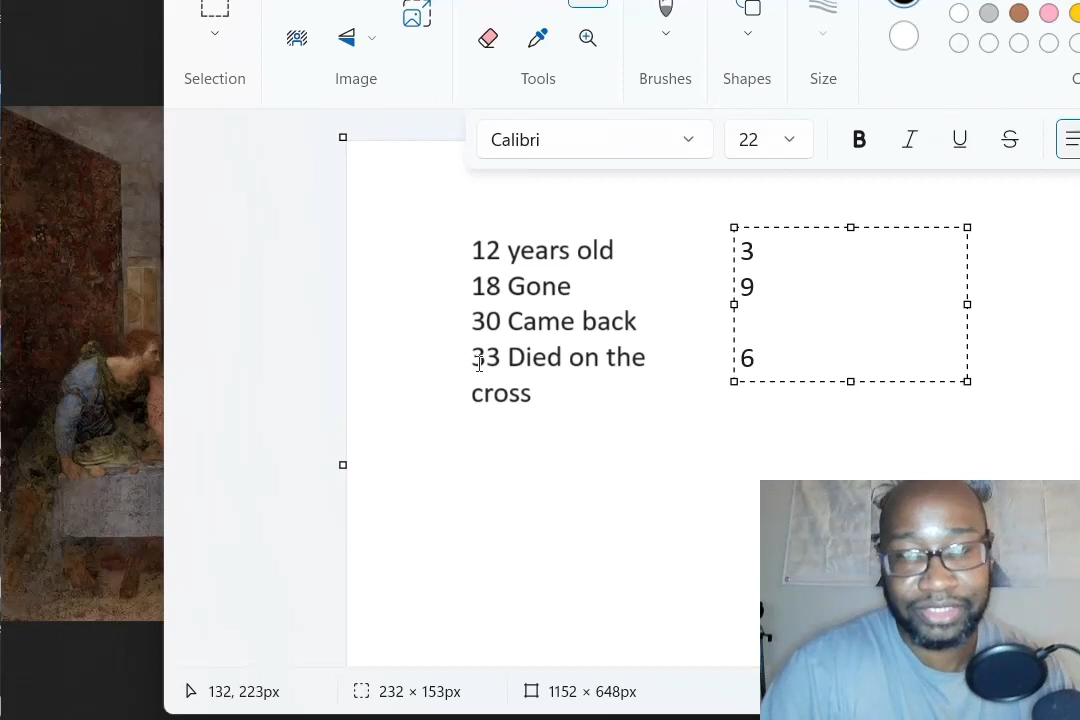 Selection
Image
Tools
Brushes
Shapes
Size
Calibri
22
B I U S
12 years old
18 Gone
30 Came back
33 Died on the
cross
3
9
6
132, 223px
232 × 153px
1152 × 648px